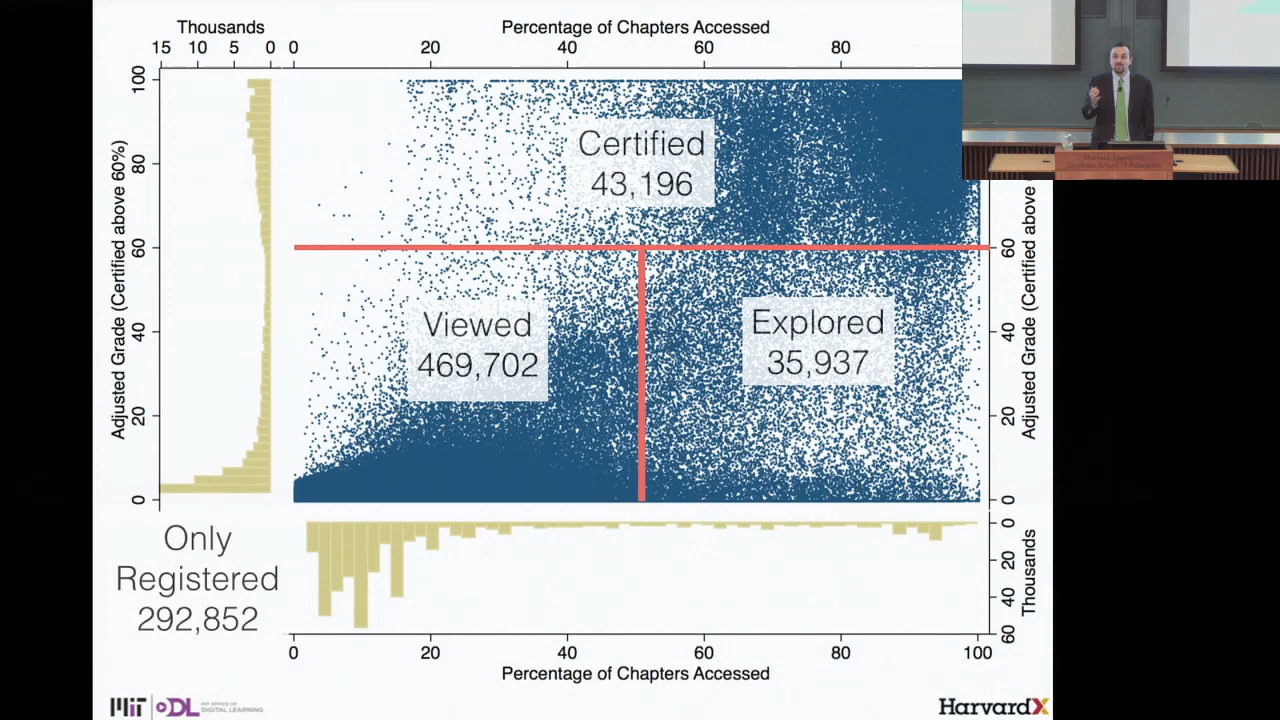 Thousands
Percentage of Chapters Accessed
15 10 5 0 0 20 40 60 80
Adjusted Grade (Certified above 60%)
100
80
60
40
20
0
Certified
43,196
Viewed
469,702
Explored
35,937
Adjusted Grade (Certified above 6
60
40
20
0
Only
Registered
292,852
0
20
40
60
Thousands
0 20 40 60 80 100
Percentage of Chapters Accessed
MIT ODL MIT OFFICE OF
DIGITAL LEARNING
HarvardX